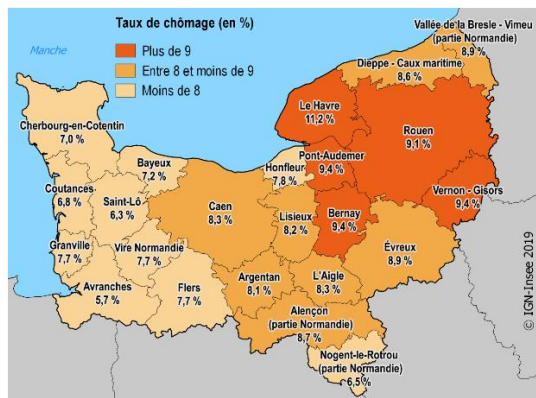 Taux de chômage (en %)
Plus de 9
Entre 8 et moins de 9
Moins de 8
Manche
Vallée de la Bresle - Vimeu
(partie Normandie)
8,9 %
Dieppe - Caux maritime
8,6 %
Le Havre
11,2 %
Rouen
9,1 %
Cherbourg-en-Cotentin
7,0 %
Bayeux
7,2 %
Honfleur
7,8 %
Pont-Audemer
9,4 %
Vernon - Gisors
9,4 %
Coutances
6,8 %
Saint-Lô
6,3 %
Caen
8,3 %
Lisieux
8,2 %
Bernay
9,4 %
Évreux
8,9 %
Granville
7,7 %
Vire Normandie
7,7 %
Avranches
5,7 %
Flers
7,7 %
Argentan
8,1 %
L'Aigle
8,3 %
Alençon
(partie Normandie)
8,7 %
Nogent-le-Rotrou
(partie Normandie)
6,5 %
© IGN-Insee 2019